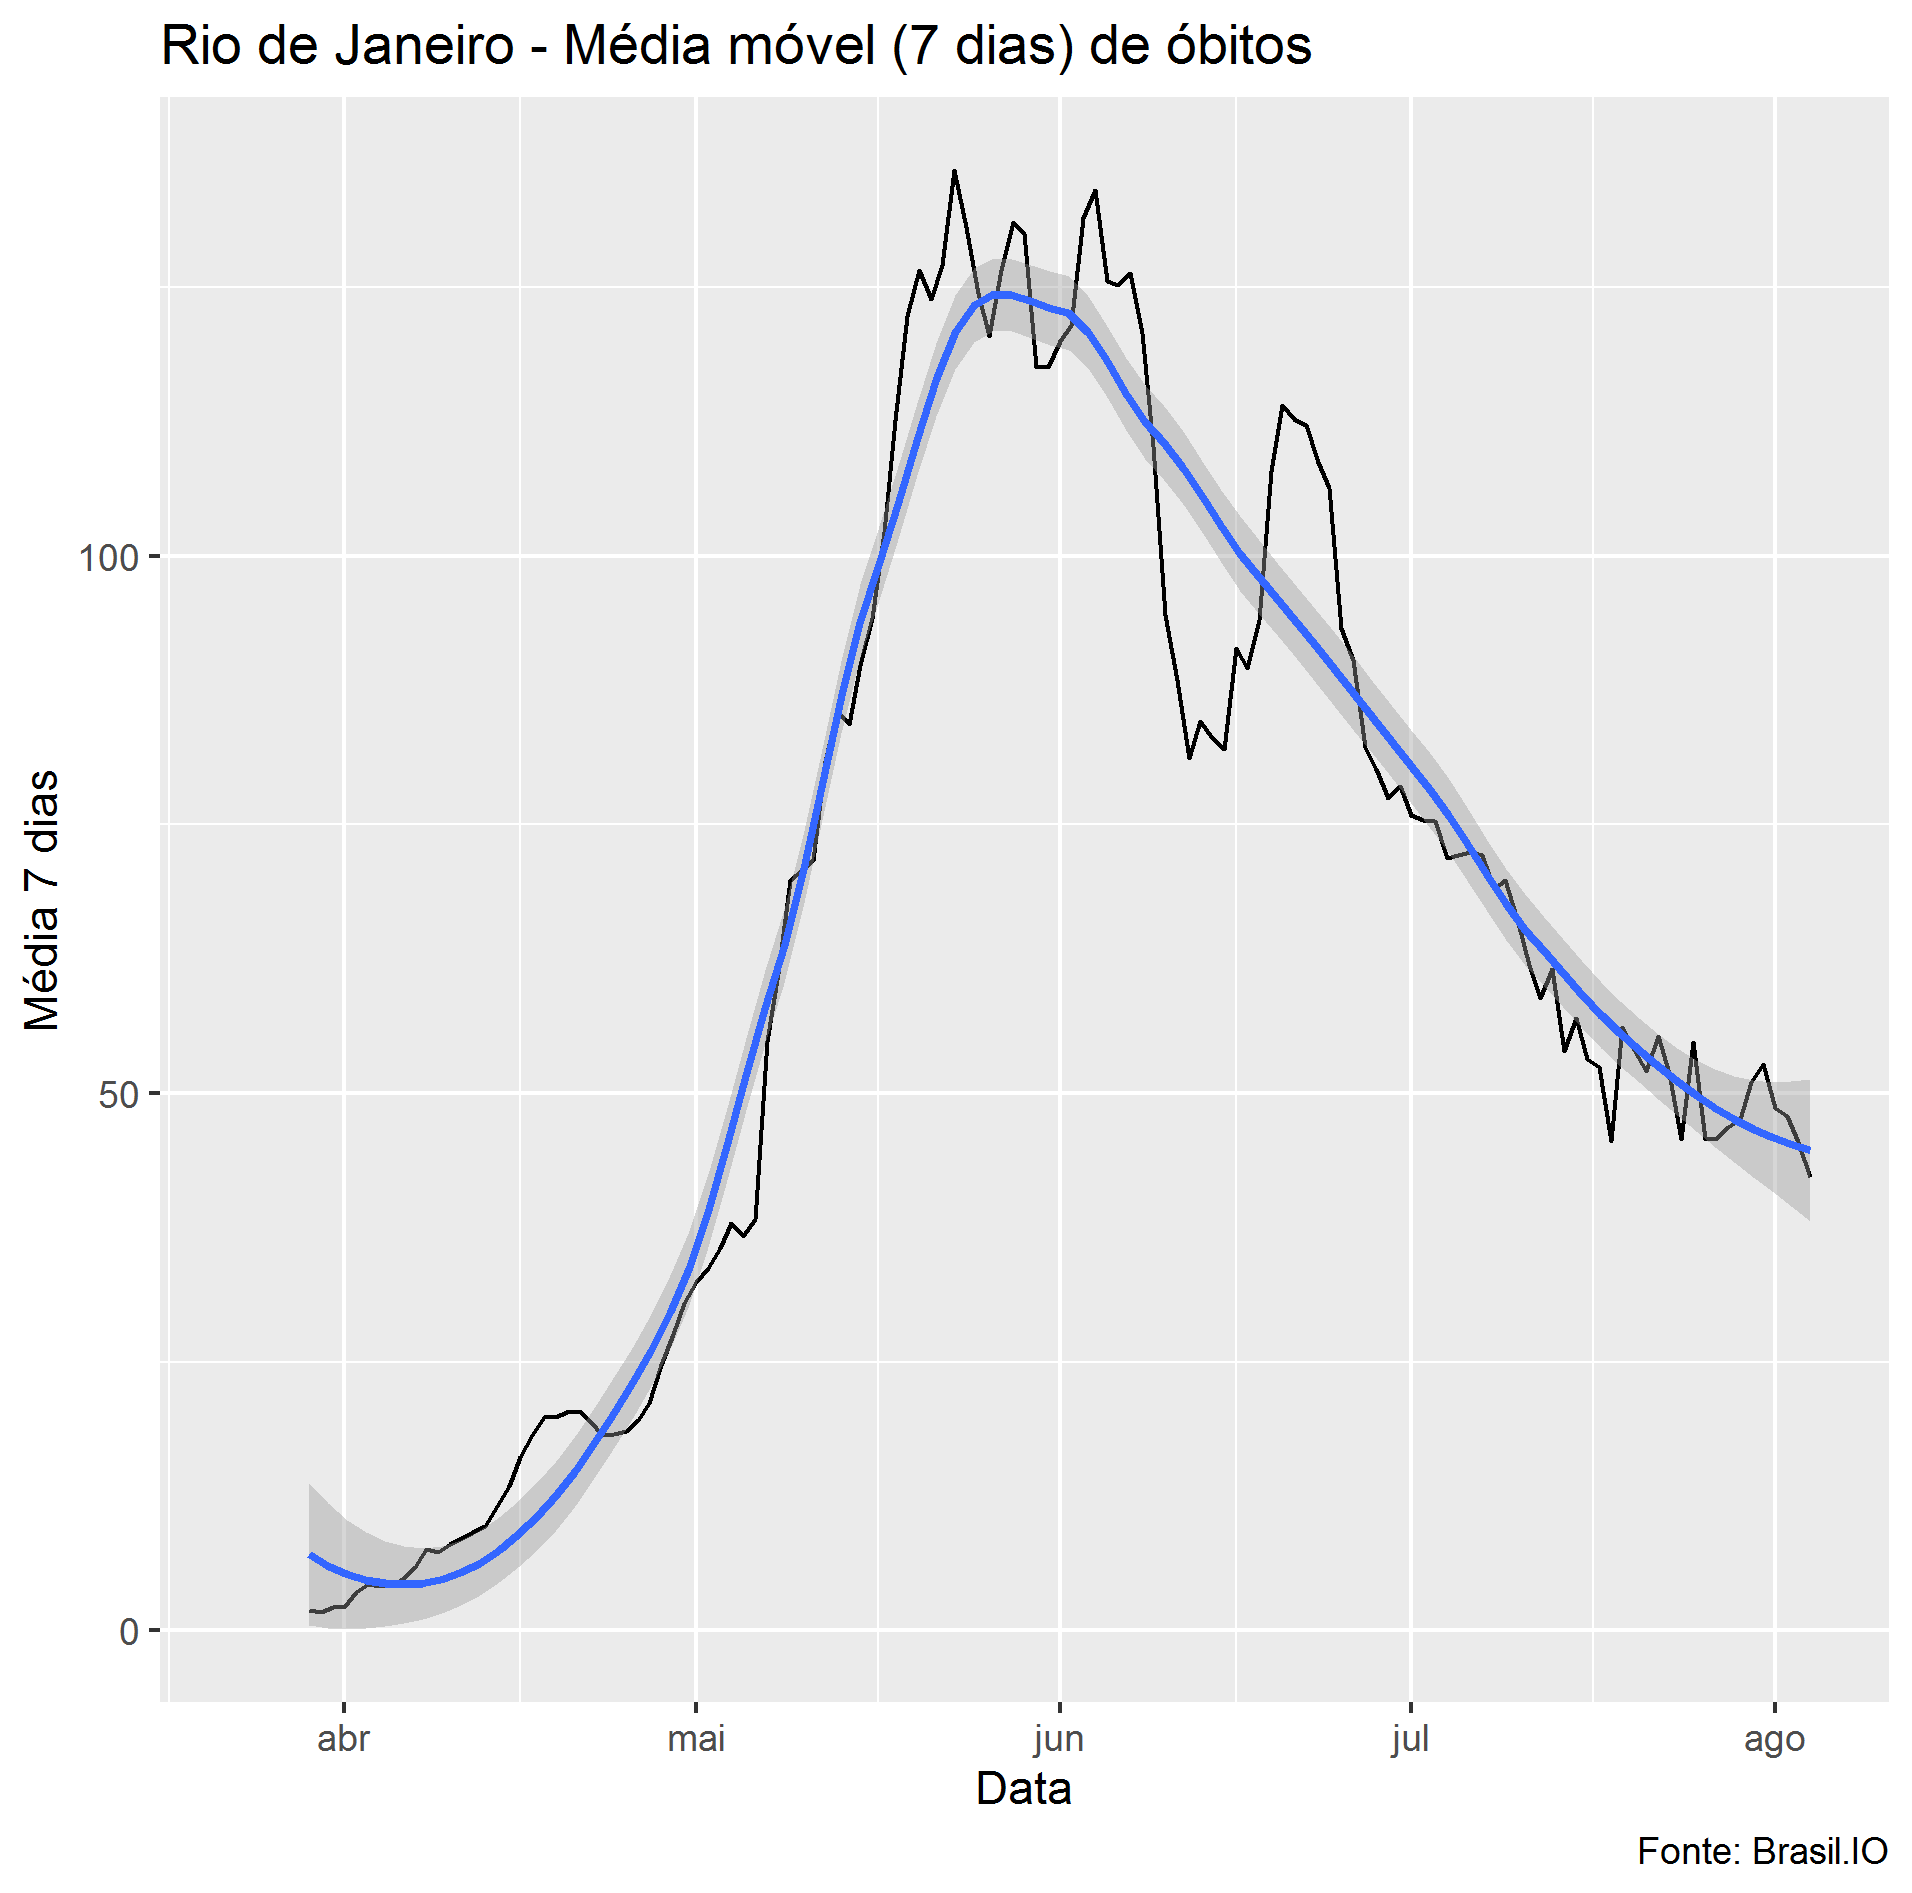 Rio de Janeiro - Média móvel (7 dias) de óbitos
Média 7 dias
100
50
0
abr
mai
jun
jul
ago
Data
Fonte: Brasil.IO